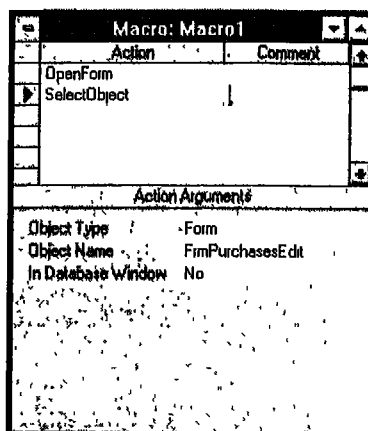 Macro: Macro1
Action Comment
OpenForm
SelectObject
Action Arguments
Object Type Form
Object Name FrmPurchasesEdit
In Database Window No